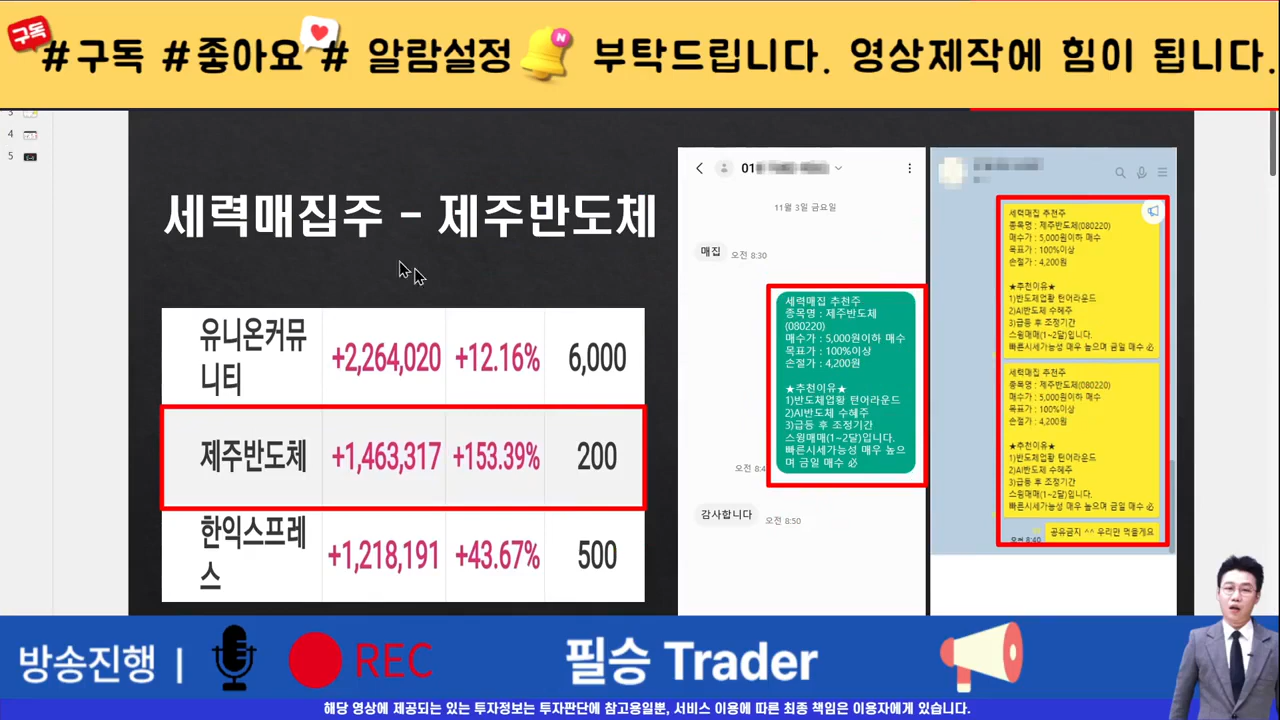 구독
#구독 #좋아요 # 알람설정 N 부탁드립니다. 영상제작에 힘이 됩니다.
3
4
5
세력매집주 - 제주반도체
유니온커뮤
니티
+2,264,020 +12.16% 6,000
제주반도체 +1,463,317 +153.39% 200
한익스프레
스
+1,218,191 +43.67% 500
01
11월 3일 금요일
매집 오전 8:30
세력매집 추천주
종목명 : 제주반도체
(080220)
매수가 : 5,000원이하 매수
목표가 : 100%이상
손절가 : 4,200원
★추천이유★
1)반도체업황 턴어라운드
2)AI반도체 수혜주
3)급등 후 조정기간
스윙매매(1~2달)입니다.
빠른시세가능성 매우 높으
며 금일 매수 必
오전 8:4
감사합니다 오전 8:50
세력매집 추천주
종목명 : 제주반도체(080220)
매수가 : 5,000원이하 매수
목표가 : 100%이상
손절가 : 4,200원
★추천이유★
1)반도체업황 턴어라운드
2)AI반도체 수혜주
3)급등 후 조정기간
스윙매매(1~2달)입니다.
빠른시세가능성 매우 높으며 금일 매수 必
세력매집 추천주
종목명 : 제주반도체(080220)
매수가 : 5,000원이하 매수
목표가 : 100%이상
손절가 : 4,200원
★추천이유★
1)반도체업황 턴어라운드
2)AI반도체 수혜주
3)급등 후 조정기간
스윙매매(1~2달)입니다.
빠른시세가능성 매우 높으며 금일 매수 必
공유금지 ^^ 우리만 먹을게요
오전 8:40
방송진행 | REC 필승 Trader
해당 영상에 제공되는 있는 투자정보는 투자판단에 참고용일뿐, 서비스 이용에 따른 최종 책임은 이용자에게 있습니다.